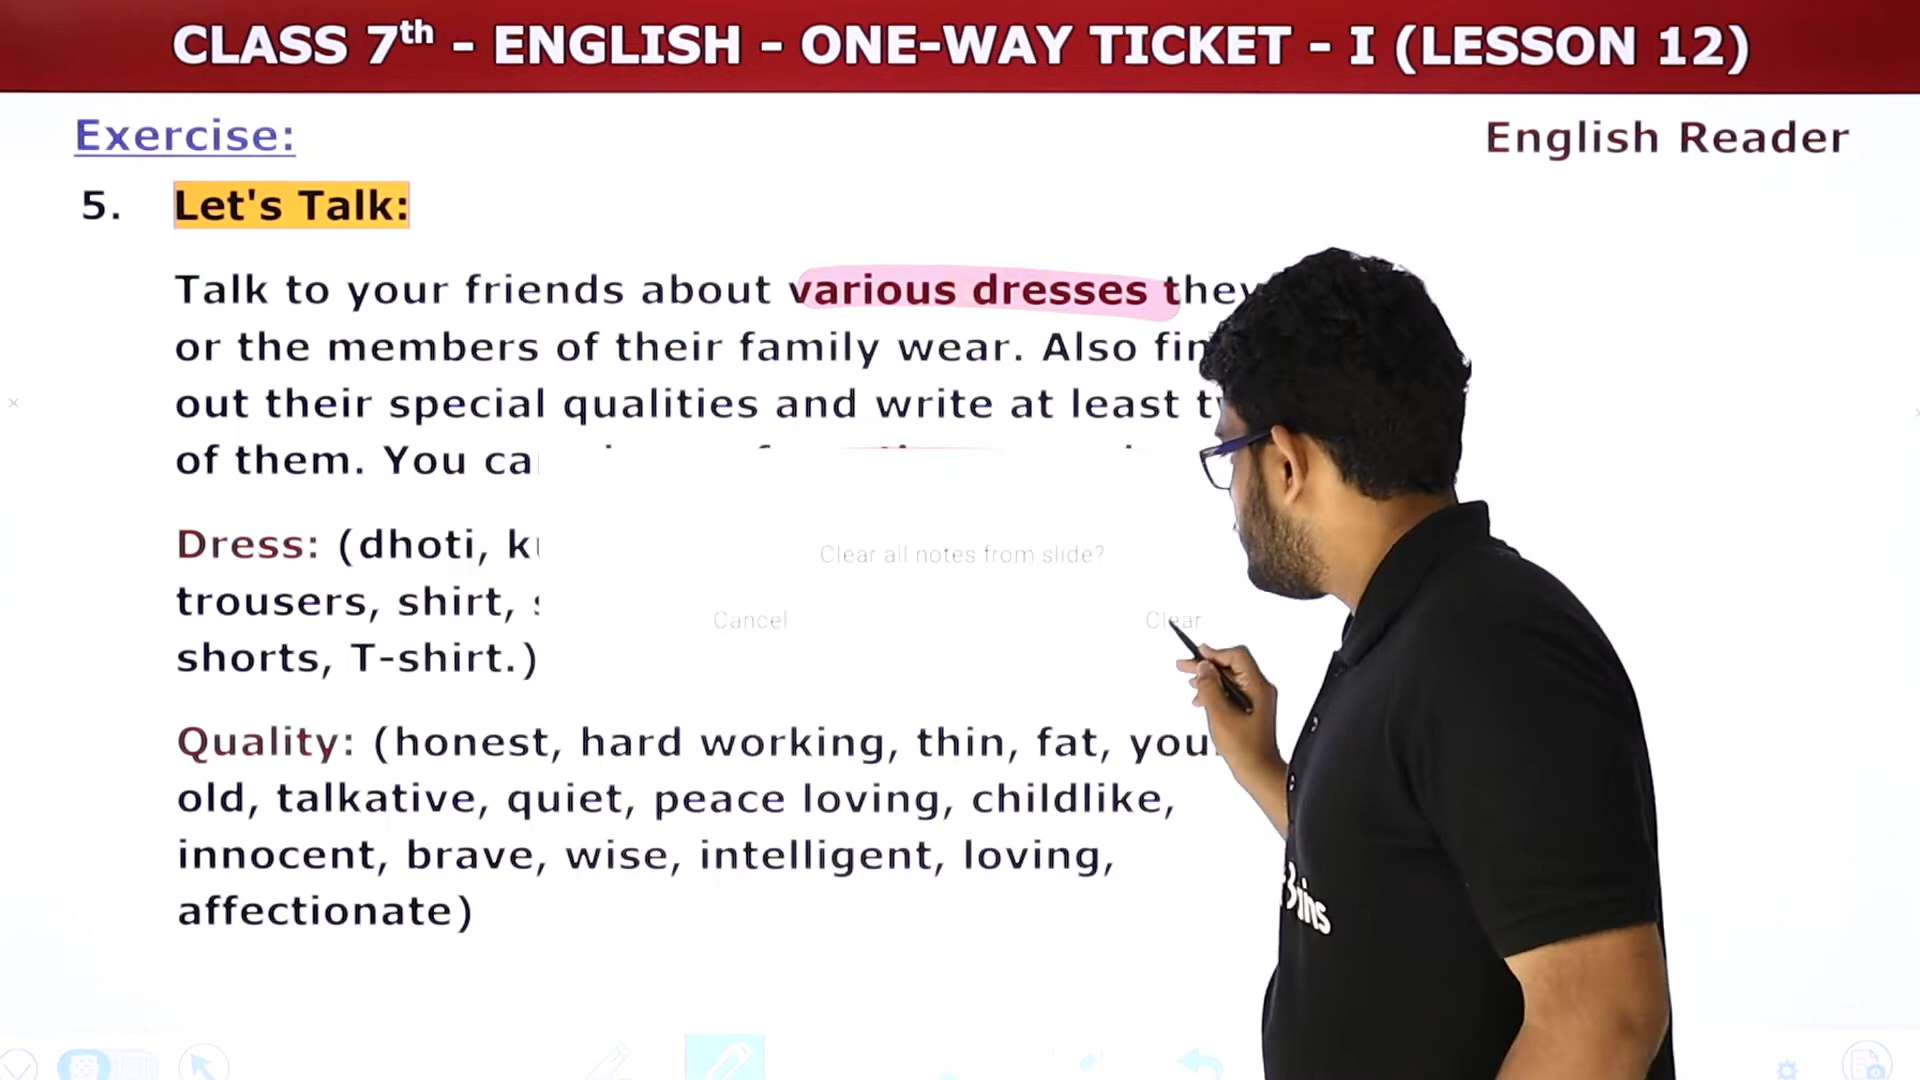 CLASS 7th - ENGLISH - ONE-WAY TICKET - I (LESSON 12)
Exercise:
English Reader
5. Let's Talk:
Talk to your friends about various dresses they
or the members of their family wear. Also
out their special qualities and write at least
of them. You
Dress: (dhoti,
trousers, shirt,
shorts, T-shirt.)
Clear all notes from slide?
Cancel
Clear
Quality: (honest, hard working, thin, fat,
old, talkative, quiet, peace loving, childlike,
innocent, brave, wise, intelligent, loving,
affectionate)